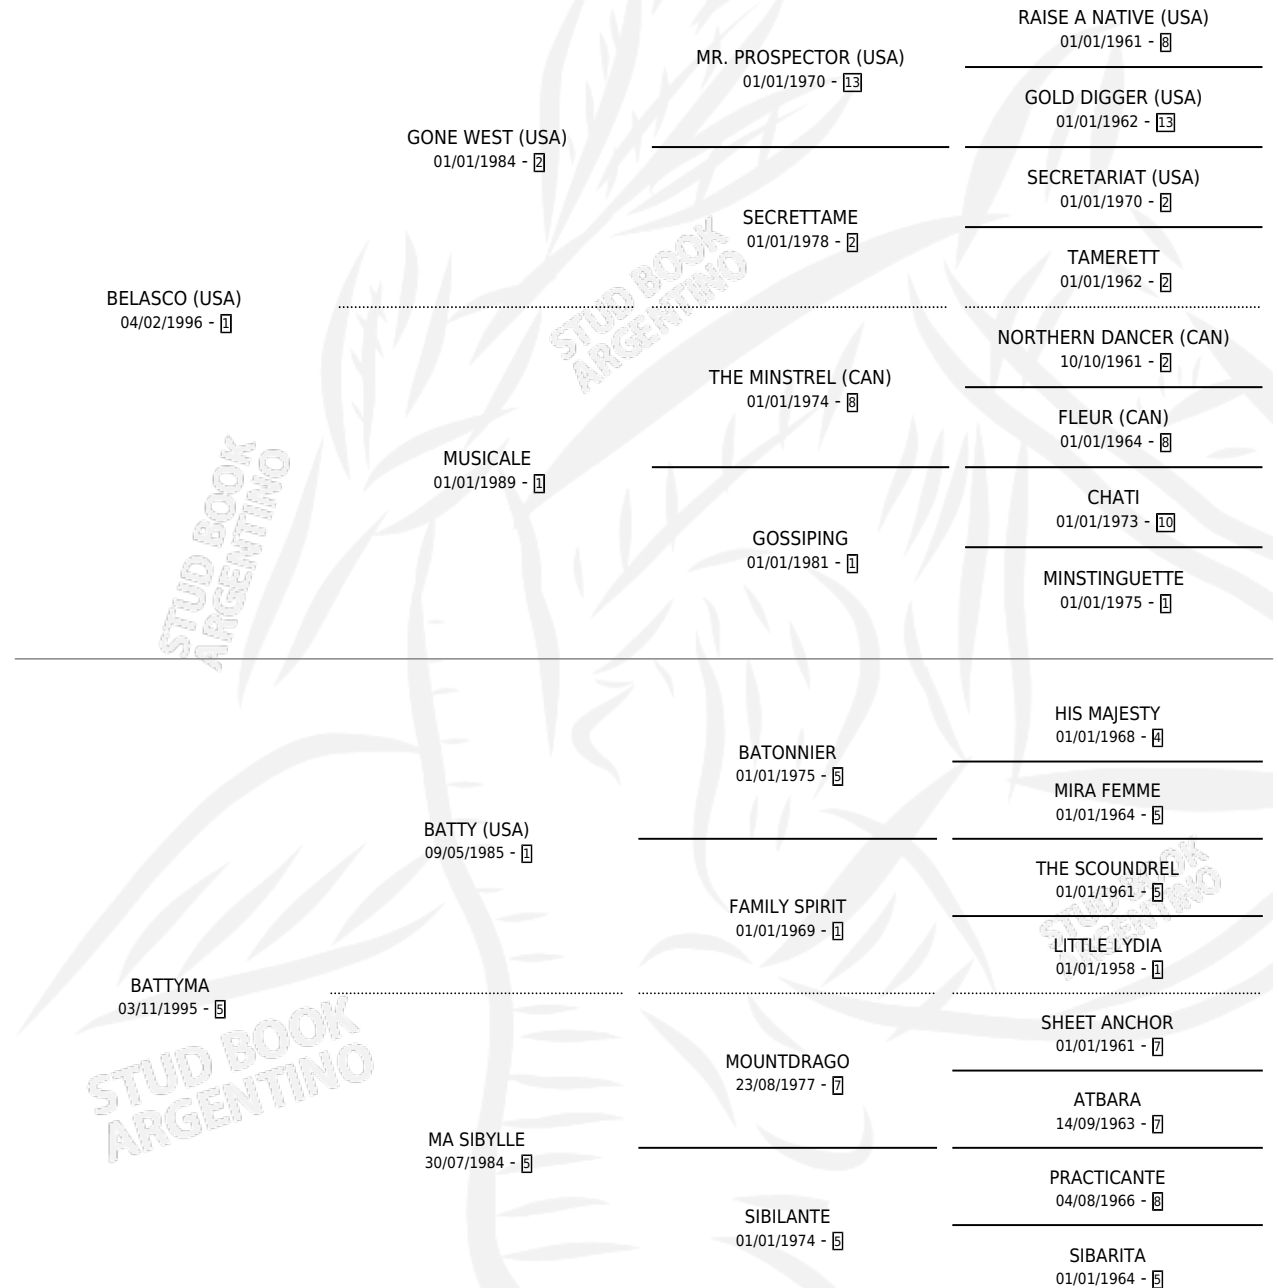 RAISE A NATIVE (USA)
01/01/1961 - 8
MR. PROSPECTOR (USA)
01/01/1970 - 13
GOLD DIGGER (USA)
01/01/1962 - 13
GONE WEST (USA)
01/01/1984 - 2
SECRETARIAT (USA)
01/01/1970 - 2
SECRETTAME
01/01/1978 - 2
TAMERETT
01/01/1962 - 2
BELASCO (USA)
04/02/1996 - 1
NORTHERN DANCER (CAN)
10/10/1961 - 2
THE MINSTREL (CAN)
01/01/1974 - 8
FLEUR (CAN)
01/01/1964 - 8
MUSICALE
01/01/1989 - 1
CHATI
01/01/1973 - 10
GOSSIPING
01/01/1981 - 1
MINSTINGUETTE
01/01/1975 - 1
HIS MAJESTY
01/01/1968 - 4
BATONNIER
01/01/1975 - 5
MIRA FEMME
01/01/1964 - 5
BATTY (USA)
09/05/1985 - 1
THE SCOUNDREL
01/01/1961 - 5
FAMILY SPIRIT
01/01/1969 - 1
LITTLE LYDIA
01/01/1958 - 1
BATTYMA
03/11/1995 - 5
SHEET ANCHOR
01/01/1961 - 7
MOUNTDRAGO
23/08/1977 - 7
ATBARA
14/09/1963 - 7
MA SIBYLLE
30/07/1984 - 5
PRACTICANTE
04/08/1966 - 8
SIBILANTE
01/01/1974 - 5
SIBARITA
01/01/1964 - 5
STUD BOOK
ARGENTINO
STUD BOOK
ARGENTINO
STUD BOOK
ARGENTINO
STUD BOOK
ARGENTINO